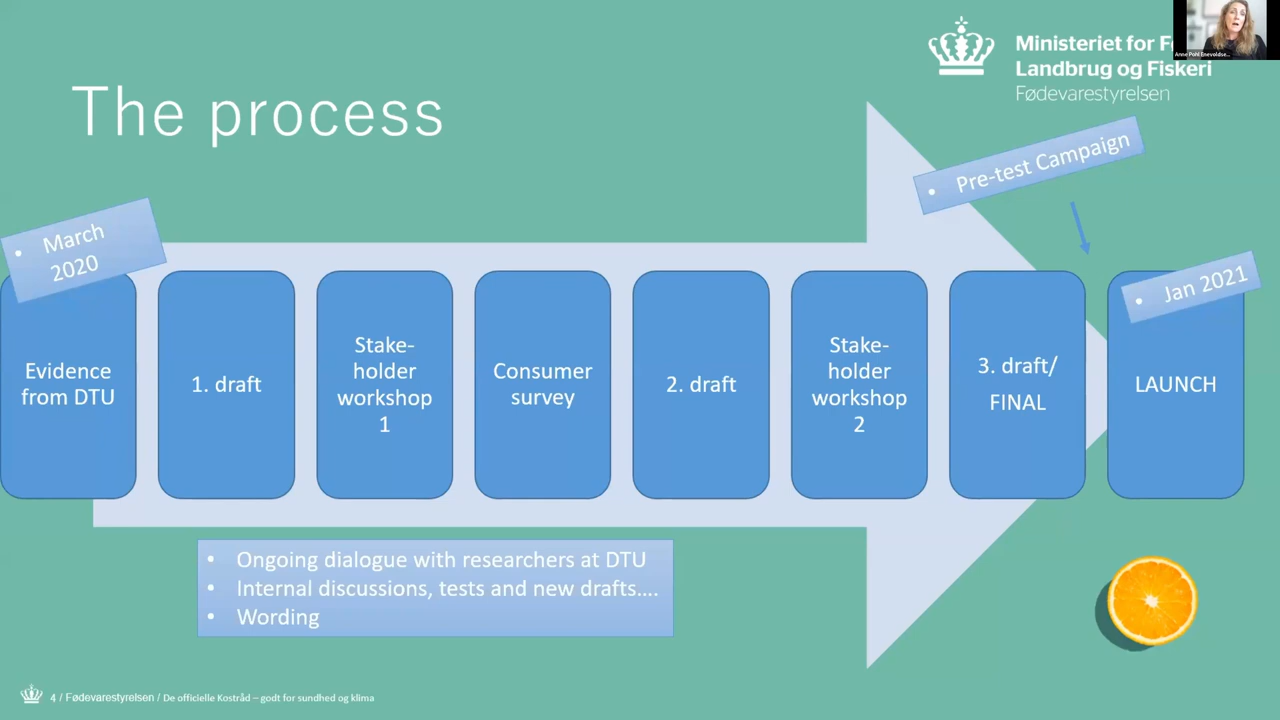 Ministeriet for F
Landbrug og Fiskeri
Fødevarestyrelsen
Anne Pohl Enevoldse...
The process
• Pre-test Campaign
• March
2020
• Jan 2021
Evidence
from DTU
1. draft
Stake-
holder
workshop
1
Consumer
survey
2. draft
Stake-
holder
workshop
2
3. draft/
FINAL
LAUNCH
• Ongoing dialogue with researchers at DTU
• Internal discussions, tests and new drafts....
• Wording
4 / Fødevarestyrelsen / De officielle Kostråd – godt for sundhed og klima